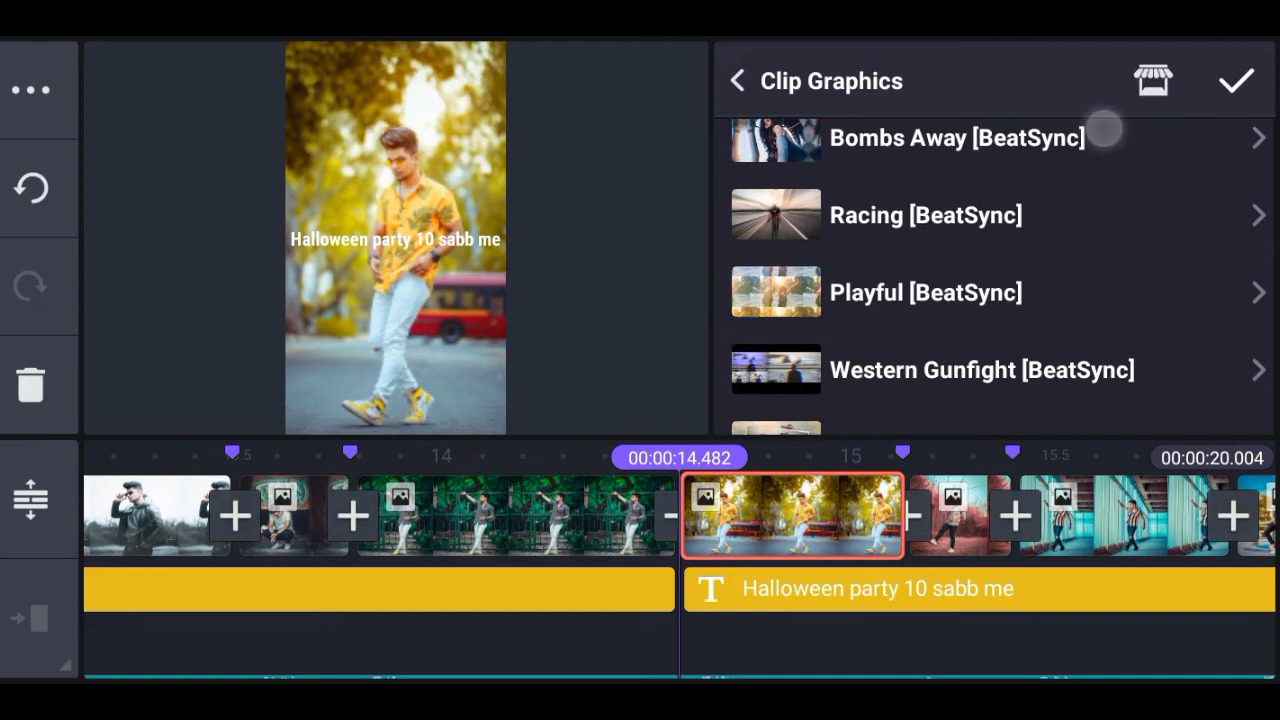 Clip Graphics
Bombs Away [BeatSync]
Racing [BeatSync]
Playful [BeatSync]
Western Gunfight [BeatSync]
Halloween party 10 sabb me
14
00:00:14.482
15
15.5
00:00:20.004
T Halloween party 10 sabb me